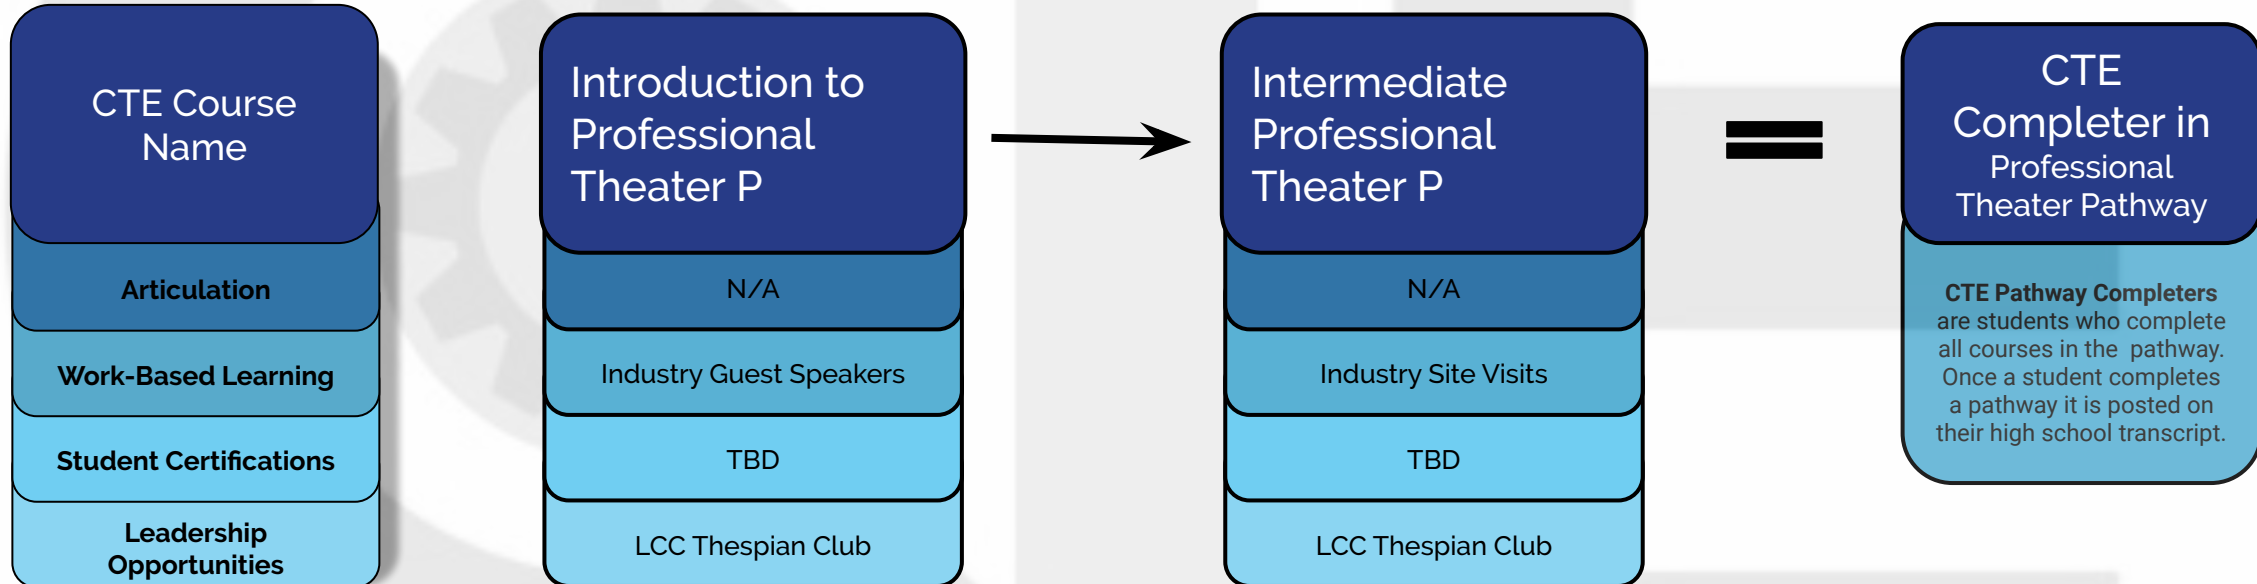 CTE Course
Name
Articulation
Work-Based Learning
Student Certifications
Leadership
Opportunities
Introduction to
Professional
Theater P
N/A
Industry Guest Speakers
TBD
LCC Thespian Club
Intermediate
Professional
Theater P
N/A
Industry Site Visits
TBD
LCC Thespian Club
CTE
Completer in
Professional
Theater Pathway
CTE Pathway Completers
are students who complete
all courses in the pathway.
Once a student completes
a pathway it is posted on
their high school transcript.